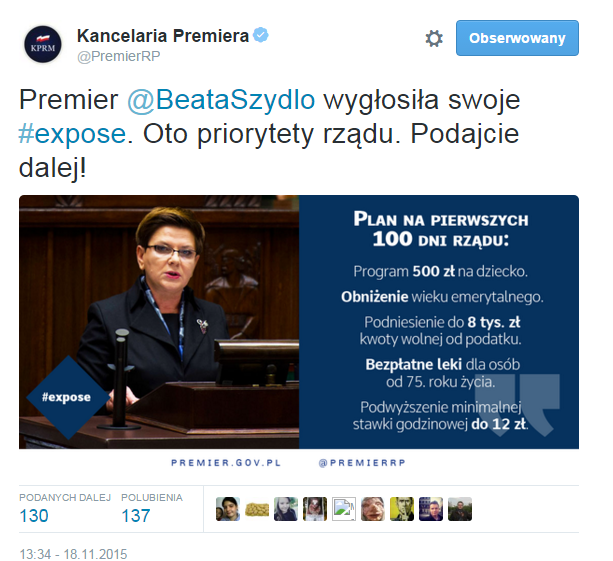 Kancelaria Premiera
@PremierRP
KPRM
Obserwowany
Premier @BeataSzydlo wygłosiła swoje
#expose. Oto priorytety rządu. Podajcie
dalej!
PLAN NA PIERWSZYCH
100 DNI RZĄDU:
Program 500 zł na dziecko.
Obniżenie wieku emerytalnego.
Podniesienie do 8 tys. zł
kwoty wolnej od podatku.
Bezpłatne leki dla osób
od 75. roku życia.
Podwyższenie minimalnej
stawki godzinowej do 12 zł.
#expose
PREMIER.GOV.PL @PREMIERRP
PODANYCH DALEJ POLUBIENIA
130 137
13:34 - 18.11.2015